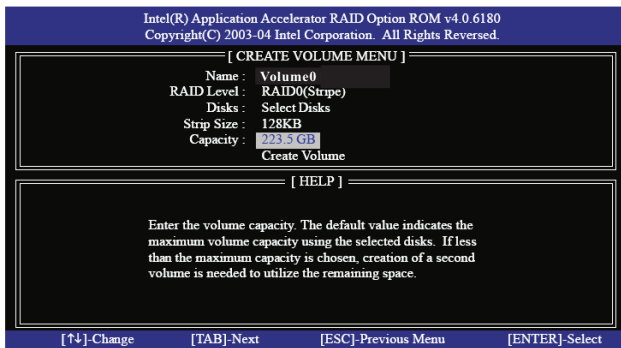 Intel(R) Application Accelerator RAID Option ROM v4.0.6180
Copyright(C) 2003-04 Intel Corporation. All Rights Reversed.
[ CREATE VOLUME MENU ]
Name : Volume0
RAID Level : RAID0(Stripe)
Disks : Select Disks
Strip Size : 128KB
Capacity : 223.5 GB
Create Volume
[ HELP ]
Enter the volume capacity. The default value indicates the
maximum volume capacity using the selected disks. If less
than the maximum capacity is chosen, creation of a second
volume is needed to utilize the remaining space.
[↑↓]-Change [TAB]-Next [ESC]-Previous Menu [ENTER]-Select